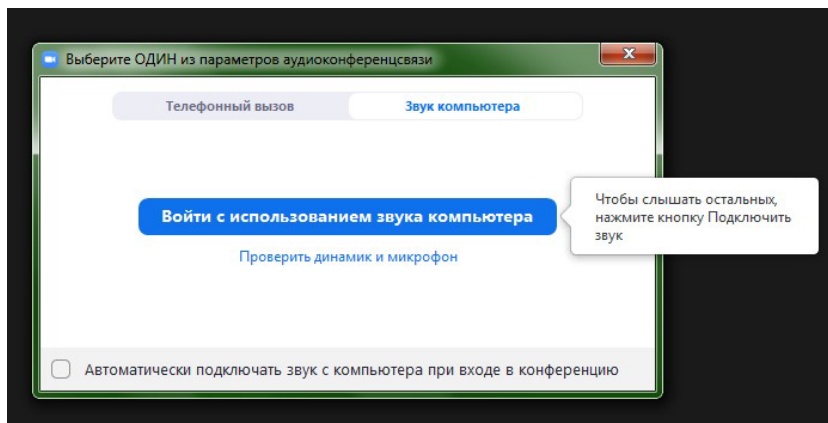 Выберите ОДИН из параметров аудиоконференцсвязи
Телефонный вызов
Звук компьютера
Войти с использованием звука компьютера
Чтобы слышать остальных,
нажмите кнопку Подключить
звук
Проверить динамик и микрофон
Автоматически подключать звук с компьютера при входе в конференцию